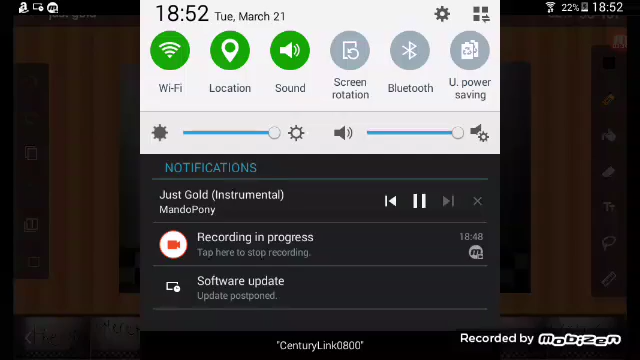 just gold
18:52 Tue, March 21
22% 18:52
Wi-Fi
Location
Sound
Screen rotation
Bluetooth
U. power saving
NOTIFICATIONS
Just Gold (Instrumental)
MandoPony
Recording in progress
18:48
Tap here to stop recording.
Software update
Update postponed.
"CenturyLink0800"
Recorded by Mobizen